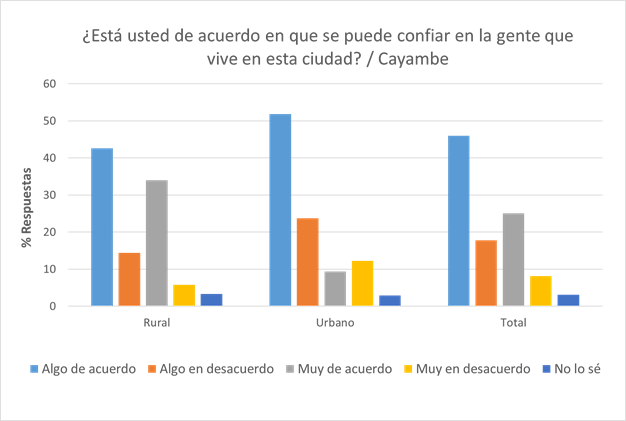 ¿Está usted de acuerdo en que se puede confiar en la gente que
vive en esta ciudad? / Cayambe
60
50
40
30
20
10
0
% Respuestas
Rural Urbano Total
Algo de acuerdo Algo en desacuerdo Muy de acuerdo Muy en desacuerdo No lo sé